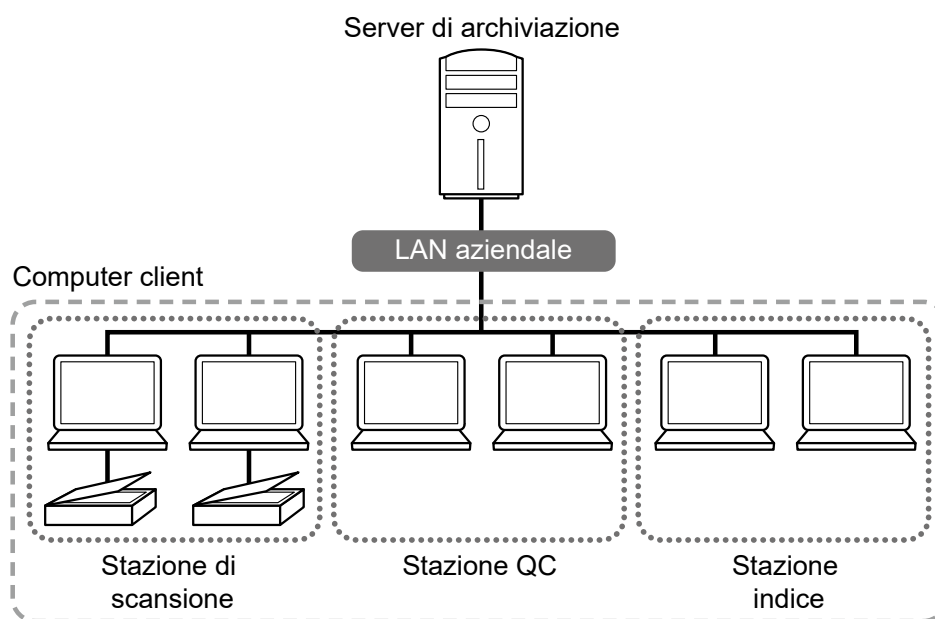 Server di archiviazione
LAN aziendale
Computer client
Stazione di
scansione
Stazione QC
Stazione
indice